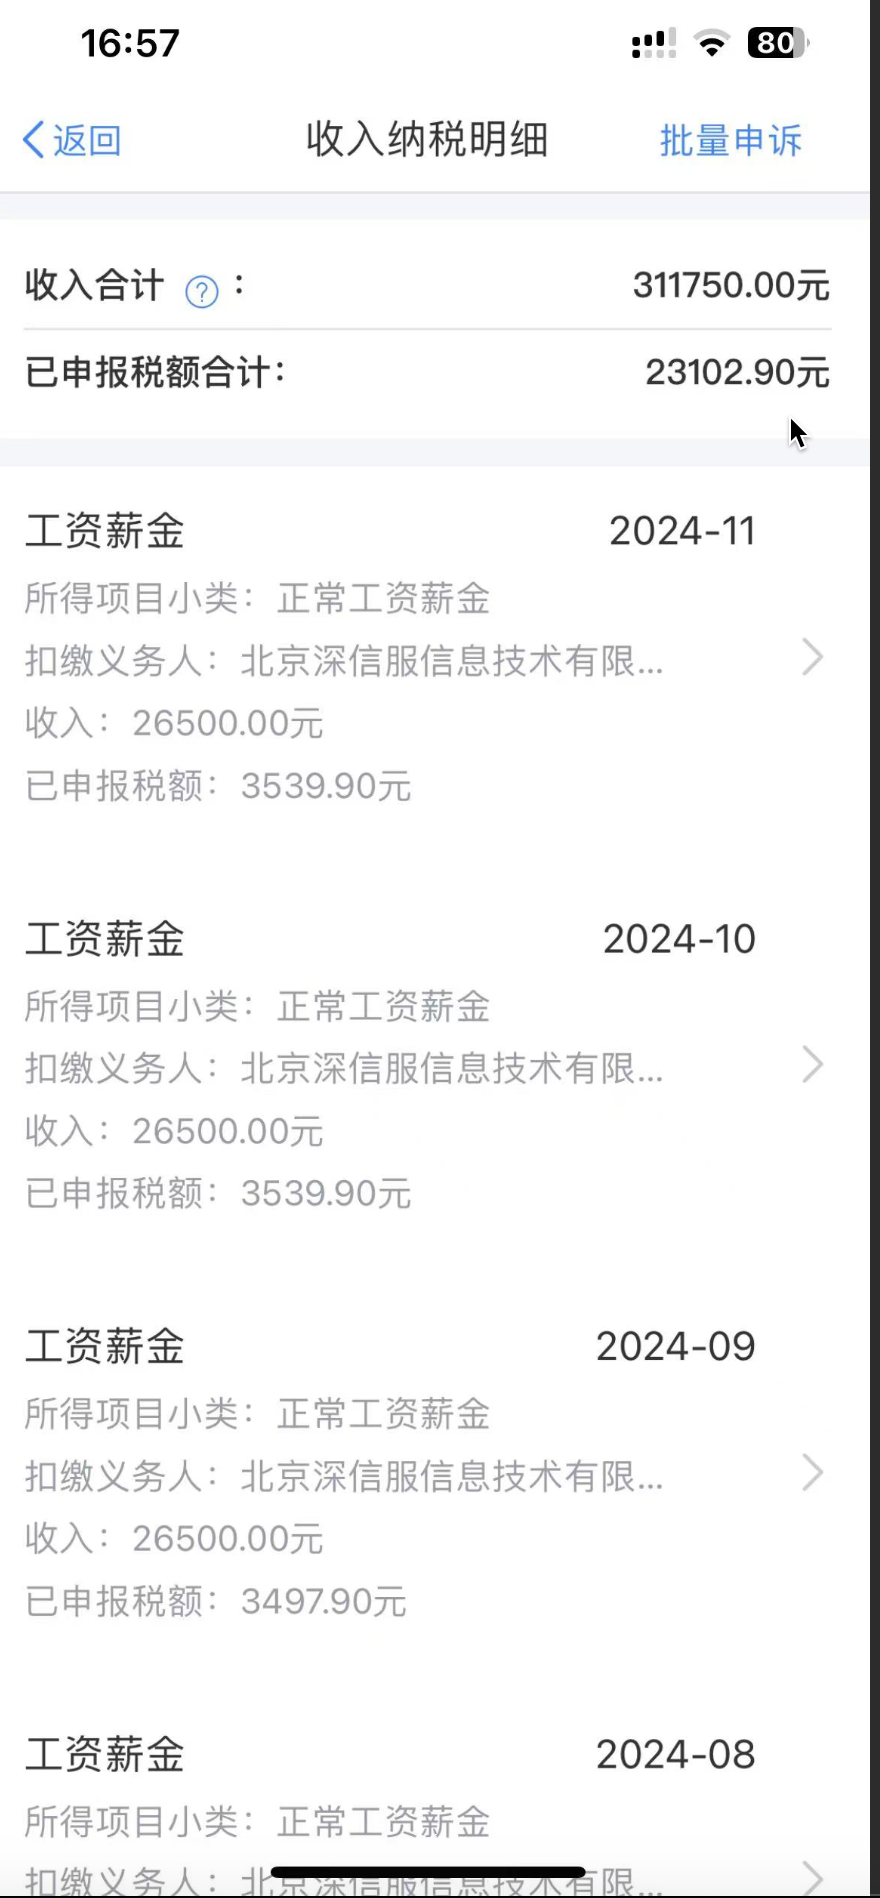 16:57
80
返回
收入纳税明细
批量申诉
收入合计 ? : 311750.00元
已申报税额合计: 23102.90元
工资薪金 2024-11
所得项目小类: 正常工资薪金
扣缴义务人: 北京深信服信息技术有限...
收入: 26500.00元
已申报税额: 3539.90元
工资薪金 2024-10
所得项目小类: 正常工资薪金
扣缴义务人: 北京深信服信息技术有限...
收入: 26500.00元
已申报税额: 3539.90元
工资薪金 2024-09
所得项目小类: 正常工资薪金
扣缴义务人: 北京深信服信息技术有限...
收入: 26500.00元
已申报税额: 3497.90元
工资薪金 2024-08
所得项目小类: 正常工资薪金
扣缴义务人: 北京深信服信息技术有限...